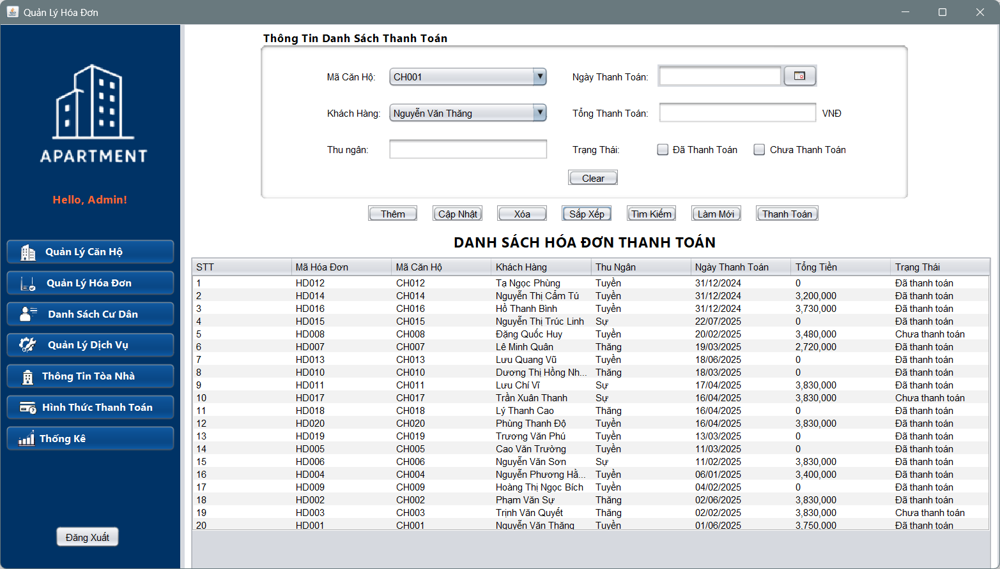 Quản Lý Hóa Đơn
APARTMENT
Hello, Admin!
Quản Lý Căn Hộ
Quản Lý Hóa Đơn
Danh Sách Cư Dân
Quản Lý Dịch Vụ
Thông Tin Tòa Nhà
Hình Thức Thanh Toán
Thống Kê
Đăng Xuất
Thông Tin Danh Sách Thanh Toán
Mã Căn Hộ: CH001 Ngày Thanh Toán:
Khách Hàng: Nguyễn Văn Thăng Tổng Thanh Toán: VNĐ
Thu ngân: Trạng Thái: Đã Thanh Toán Chưa Thanh Toán
Clear
Thêm Cập Nhật Xóa Sắp Xếp Tìm Kiếm Làm Mới Thanh Toán
DANH SÁCH HÓA ĐƠN THANH TOÁN
STT Mã Hóa Đơn Mã Căn Hộ Khách Hàng Thu Ngân Ngày Thanh Toán Tổng Tiền Trạng Thái
1 HD012 CH012 Tạ Ngọc Phùng Tuyền 31/12/2024 0 Đã thanh toán
2 HD014 CH014 Nguyễn Thị Cẩm Tú Tuyền 31/12/2024 3,200,000 Đã thanh toán
3 HD016 CH016 Hồ Thanh Bình Tuyền 31/12/2024 3,730,000 Đã thanh toán
4 HD015 CH015 Nguyễn Thị Trúc Linh Sự 22/07/2025 0 Đã thanh toán
5 HD008 CH008 Đặng Quốc Huy Tuyền 20/02/2025 3,480,000 Chưa thanh toán
6 HD007 CH007 Lê Minh Quân Thăng 19/03/2025 2,720,000 Đã thanh toán
7 HD013 CH013 Lưu Quang Vũ Tuyền 18/06/2025 0 Đã thanh toán
8 HD010 CH010 Dương Thị Hồng Nh... Thăng 18/03/2025 0 Đã thanh toán
9 HD011 CH011 Lưu Chí Vĩ Sự 17/04/2025 3,830,000 Đã thanh toán
10 HD017 CH017 Trần Xuân Thanh Sự 16/04/2025 3,830,000 Chưa thanh toán
11 HD018 CH018 Lý Thanh Cao Thăng 16/04/2025 0 Đã thanh toán
12 HD020 CH020 Phùng Thanh Độ Tuyền 16/04/2025 3,830,000 Đã thanh toán
13 HD019 CH019 Trương Văn Phú Tuyền 13/03/2025 0 Đã thanh toán
14 HD005 CH005 Cao Văn Trường Tuyền 11/03/2025 0 Đã thanh toán
15 HD006 CH006 Nguyễn Văn Sơn Sự 11/02/2025 3,830,000 Đã thanh toán
16 HD004 CH004 Nguyễn Phương Hằ... Tuyền 06/01/2025 3,400,000 Đã thanh toán
17 HD009 CH009 Hoàng Thị Ngọc Bích Tuyền 04/02/2025 0 Đã thanh toán
18 HD002 CH002 Phạm Văn Sự Thăng 02/06/2025 3,830,000 Đã thanh toán
19 HD003 CH003 Trịnh Văn Quyết Thăng 02/02/2025 3,830,000 Chưa thanh toán
20 HD001 CH001 Nguyễn Văn Thăng Tuyền 01/06/2025 3,750,000 Đã thanh toán